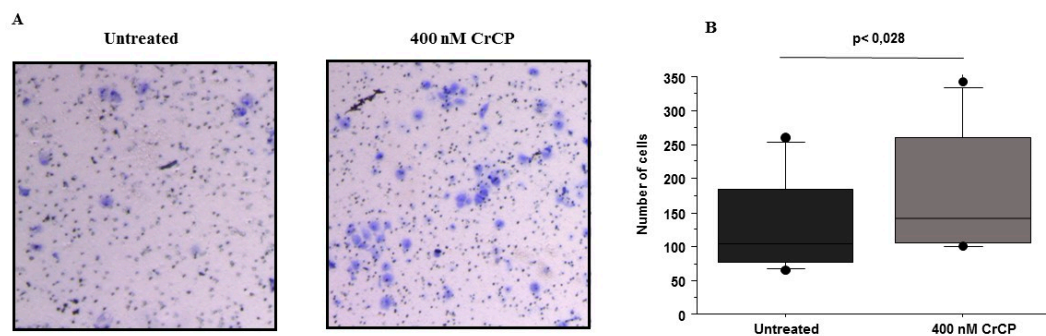 A
Untreated
400 nM CrCP
B
p< 0,028
Number of cells
350
300
250
200
150
100
50
0
Untreated
400 nM CrCP